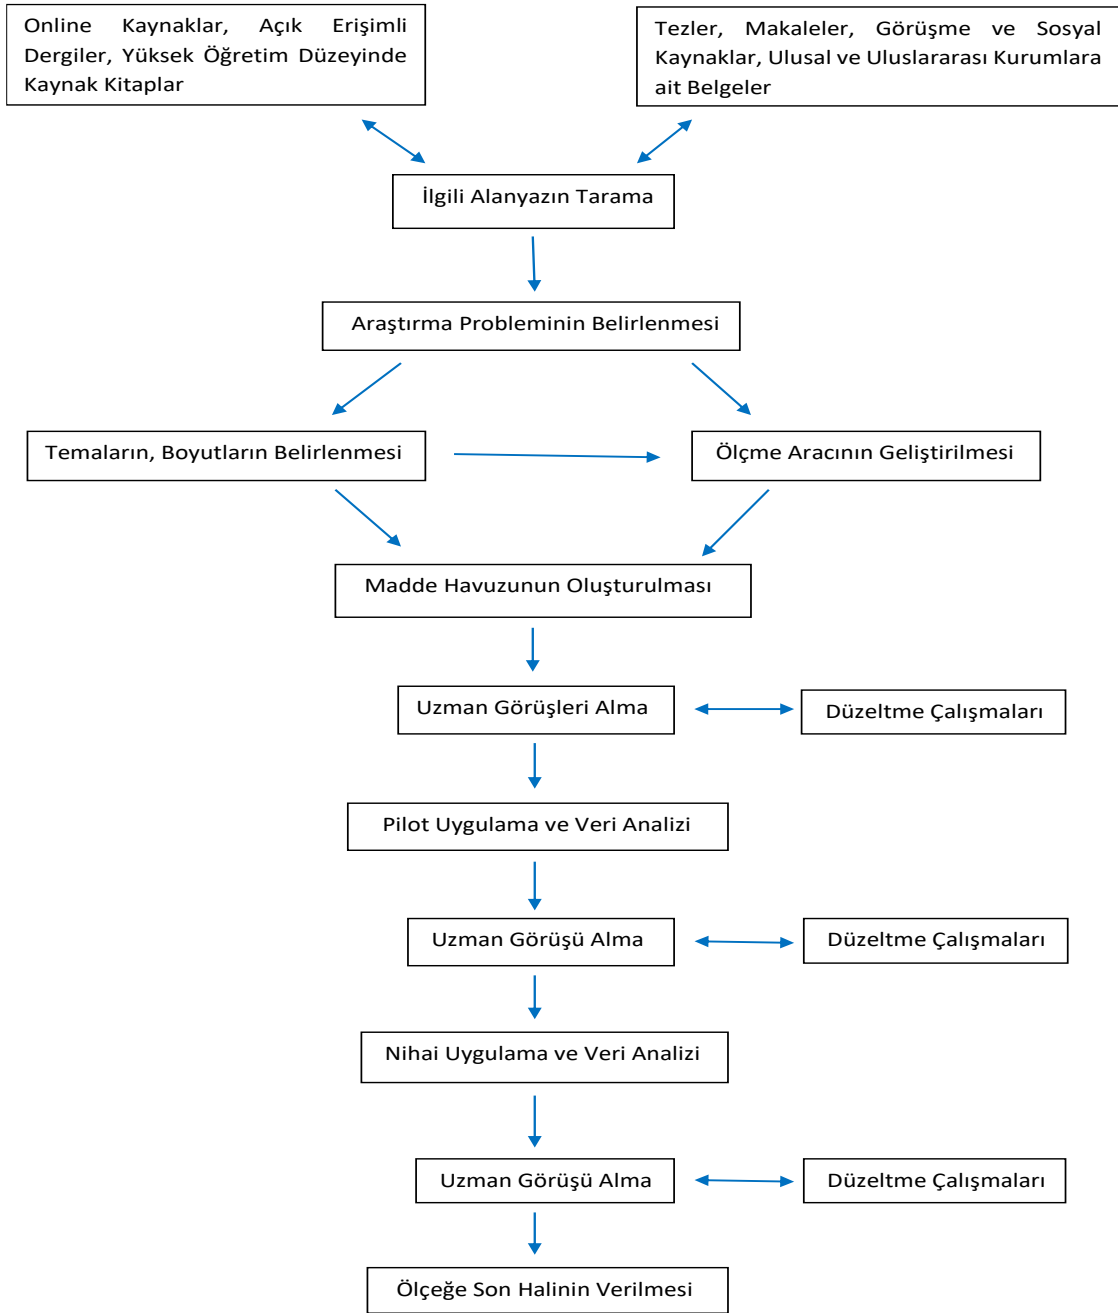 Online Kaynaklar, Açık Erişimli
Dergiler, Yüksek Öğretim Düzeyinde
Kaynak Kitaplar
Tezler, Makaleler, Görüşme ve Sosyal
Kaynaklar, Ulusal ve Uluslararası Kurumlara
ait Belgeler
İlgili Alanyazın Tarama
Araştırma Probleminin Belirlenmesi
Temaların, Boyutların Belirlenmesi
Ölçme Aracının Geliştirilmesi
Madde Havuzunun Oluşturulması
Uzman Görüşleri Alma
Düzeltme Çalışmaları
Pilot Uygulama ve Veri Analizi
Uzman Görüşü Alma
Düzeltme Çalışmaları
Nihai Uygulama ve Veri Analizi
Uzman Görüşü Alma
Düzeltme Çalışmaları
Ölçeğe Son Halinin Verilmesi